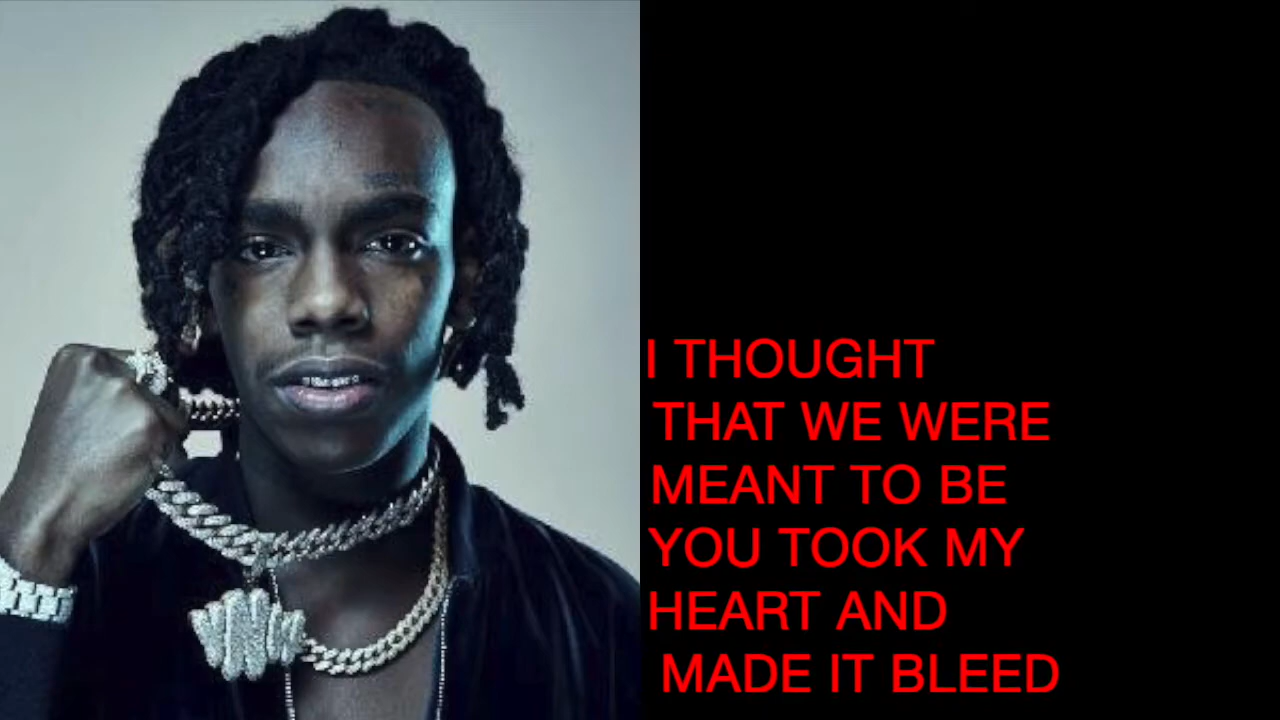 I THOUGHT
THAT WE WERE
MEANT TO BE
YOU TOOK MY
HEART AND
MADE IT BLEED